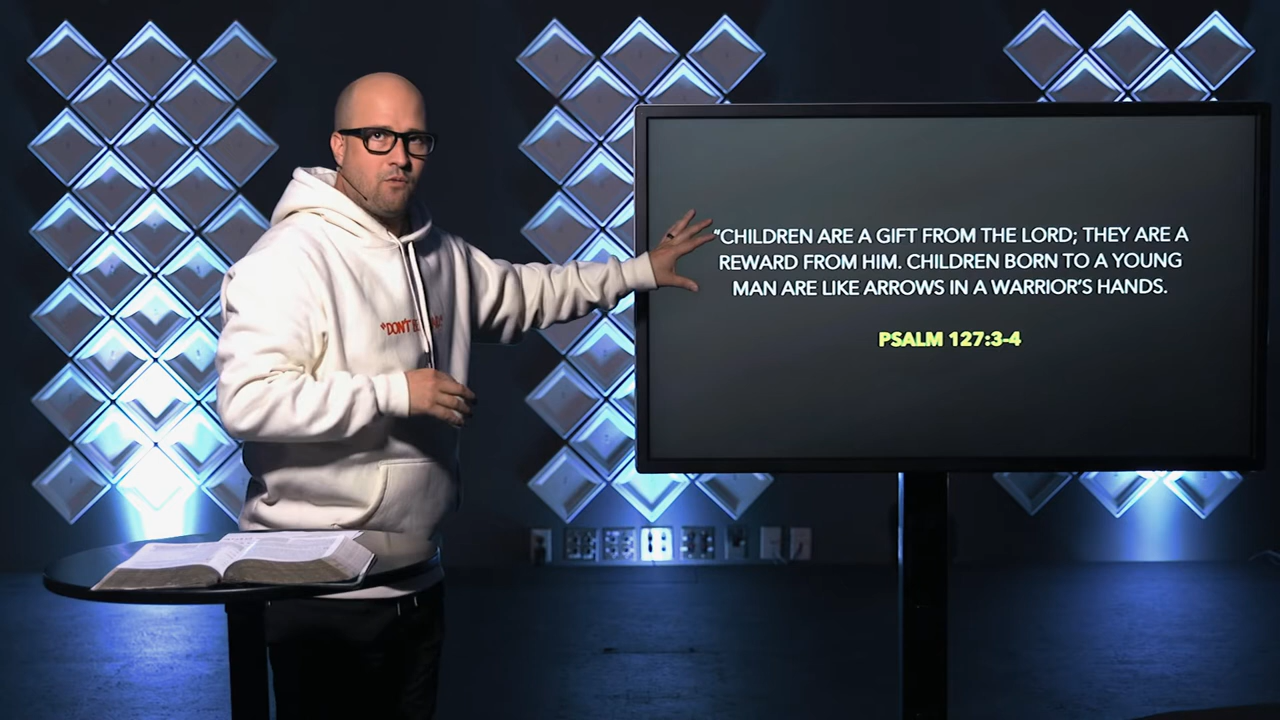 "CHILDREN ARE A GIFT FROM THE LORD; THEY ARE A
REWARD FROM HIM. CHILDREN BORN TO A YOUNG
MAN ARE LIKE ARROWS IN A WARRIOR'S HANDS.
PSALM 127:3-4
"DON'T